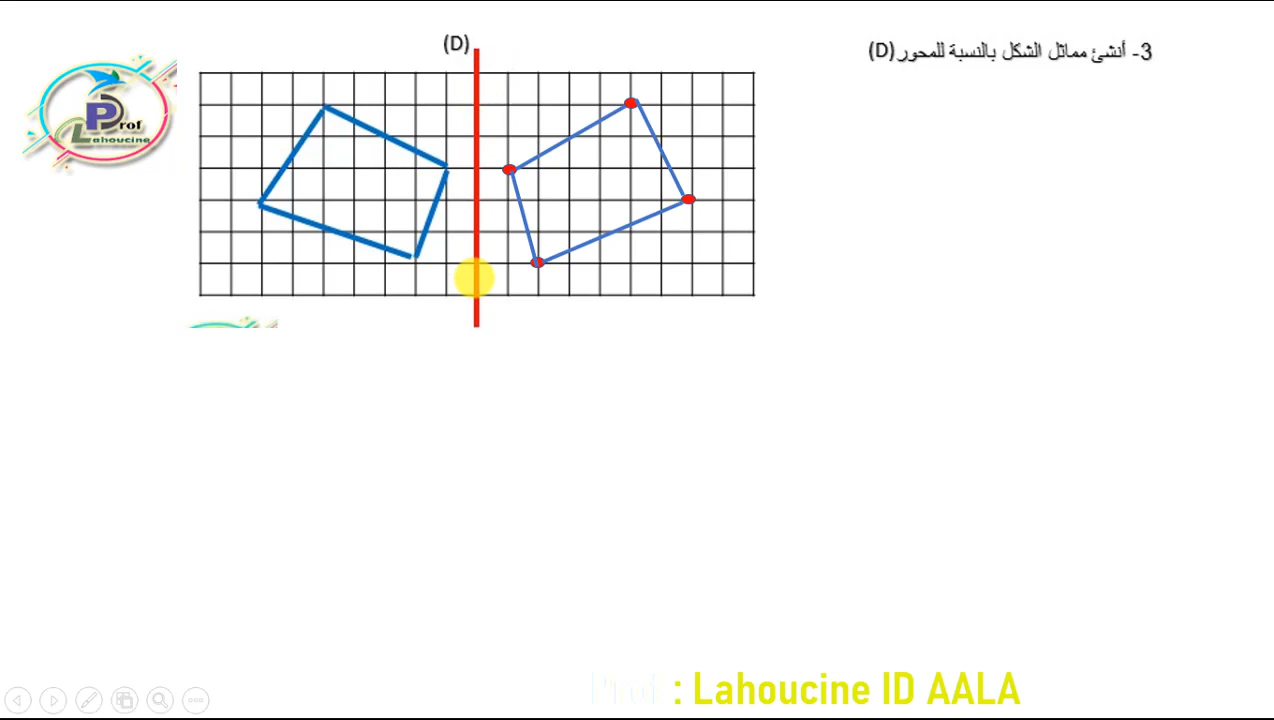 3- أنشئ مماثل الشكل بالنسبة للمحور (D)
(D)
Prof
Lahoucine
Prof : Lahoucine ID AALA